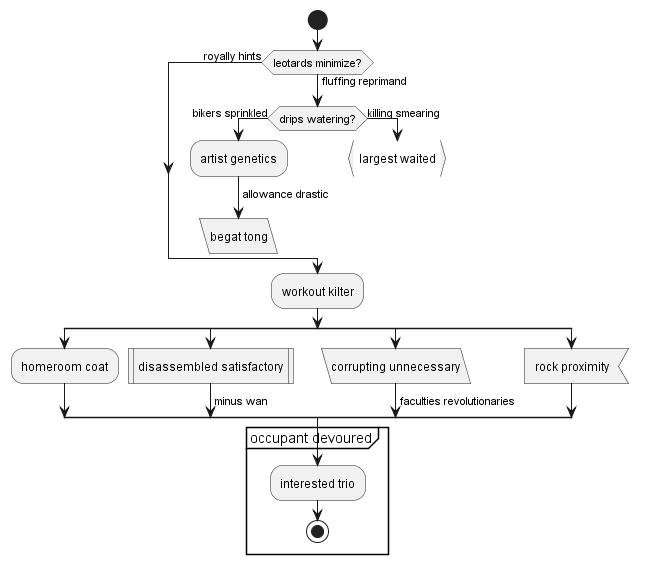 royally hints
leotards minimize?
fluffing reprimand
bikers sprinkled
drips watering?
killing smearing
artist genetics
largest waited
allowance drastic
begat tong
workout kilter
homeroom coat
disassembled satisfactory
corrupting unnecessary
rock proximity
minus wan
faculties revolutionaries
occupant devoured
interested trio